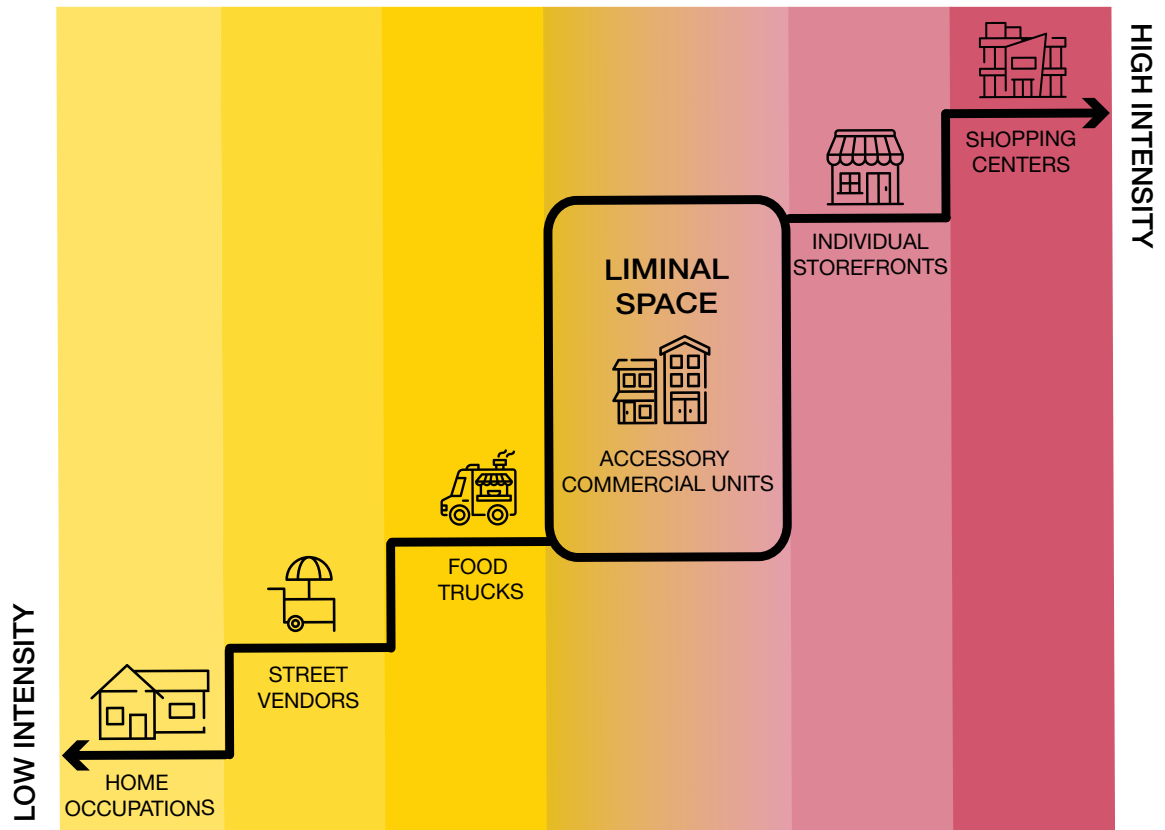 HIGH INTENSITY
SHOPPING
CENTERS
INDIVIDUAL
STOREFRONTS
LIMINAL
SPACE
ACCESSORY
COMMERCIAL UNITS
FOOD
TRUCKS
STREET
VENDORS
HOME
OCCUPATIONS
LOW INTENSITY